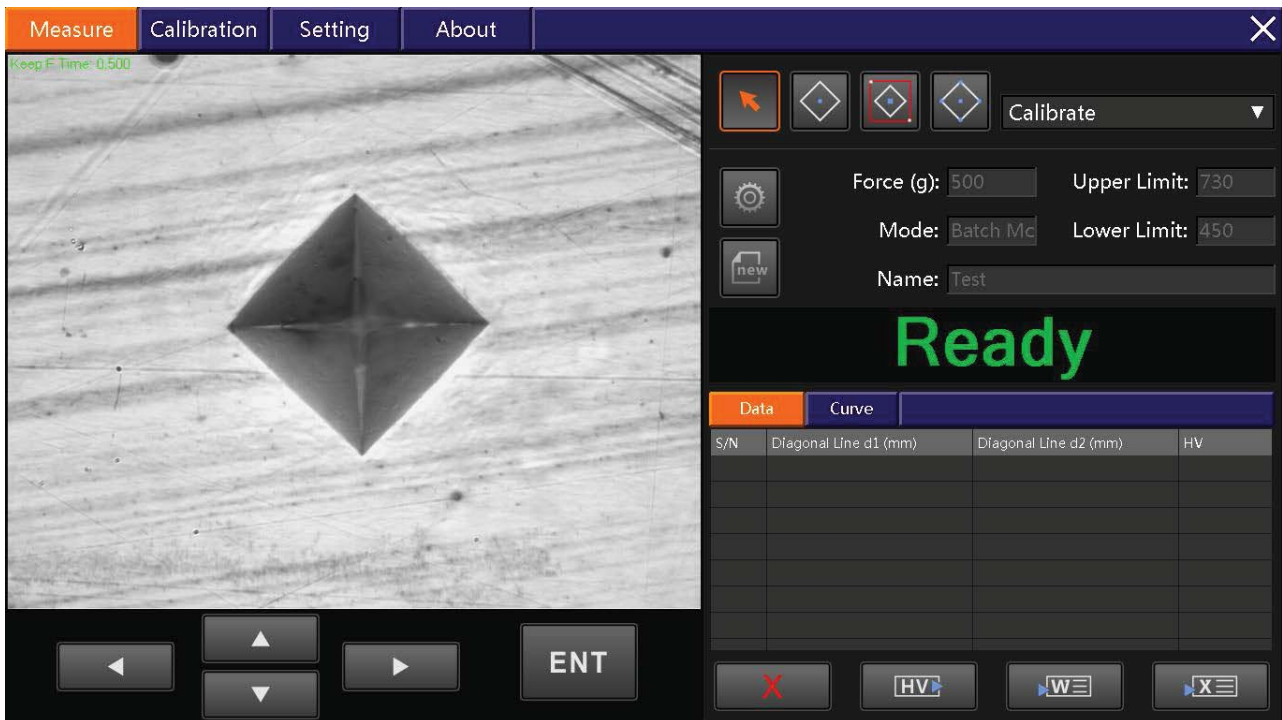 Measure Calibration Setting About
Keep F Time: 0.500
Calibrate
Force (g): 500 Upper Limit: 730
Mode: Batch Mc Lower Limit: 450
new
Name: Test
Ready
Data Curve
S/N Diagonal Line d1 (mm) Diagonal Line d2 (mm) HV
ENT
X HV W X